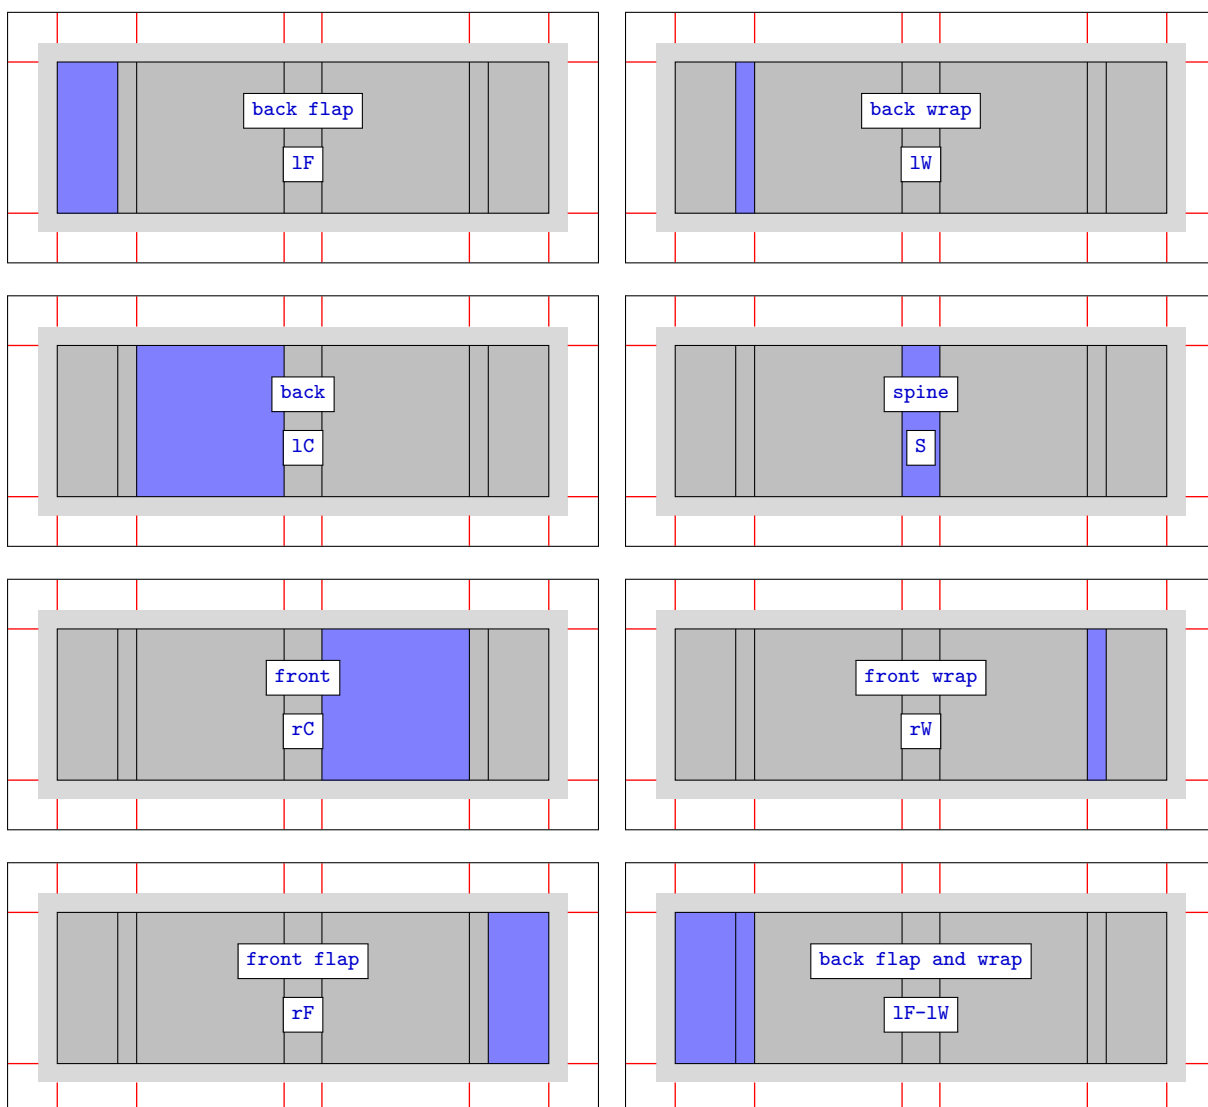 back flap
lF
back wrap
lW
back
lC
spine
S
front
rC
front wrap
rW
front flap
rF
back flap and wrap
lF-lW